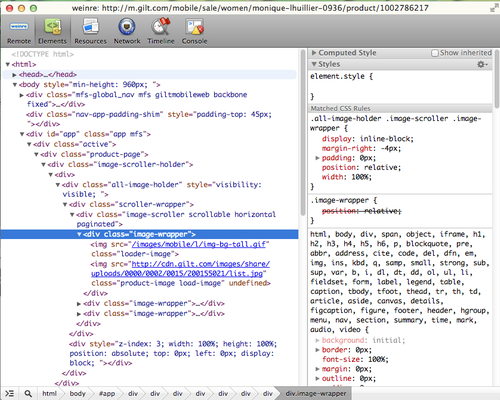 weinre: http://m.gilt.com/mobile/sale/women/monique-lhuillier-0936/product/1002786217
Remote Elements Resources Network Timeline Console
<!DOCTYPE html>
▼<html>
▶<head>…</head>
▼<body style="min-height: 960px; ">
▶<div class="mfs-global_nav mfs giltmobileweb backbone
fixed">…</div>
<div class="nav-app-padding-shim" style="padding-top: 45px;
"></div>
▼<div id="app" class="app mfs">
▼<div class="active">
▼<div class="product-page">
▼<div class="image-scroller-holder">
▼<div>
▼<div class="all-image-holder" style="visibility:
visible; ">
▼<div class="scroller-wrapper">
▼<div class="image-scroller scrollable horizontal
paginated">
▼<div class="image-wrapper">
<img src="/images/mobile/l/img-bg-tall.gif"
class="loader-image">
<img src="http://cdn.gilt.com/images/share/
uploads/0000/0002/0015/200155021/list.jpg"
class="product-image load-image" undefined>
</div>
▶<div class="image-wrapper">…</div>
▶<div class="image-wrapper">…</div>
</div>
<div style="z-index: 3; width: 100%; height: 100%;
position: absolute; top: 0px; left: 0px; display:
block; "></div>
</div>
▶ Computed Style Show inherited
▼ Styles
element.style {
}
Matched CSS Rules
.all-image-holder .image-scroller .image-
wrapper {
display: inline-block;
margin-right: -4px;
▶ padding: 0px;
position: relative;
width: 100%;
}
.image-wrapper {
position: relative;
}
html, body, div, span, object, iframe, h1,
h2, h3, h4, h5, h6, p, blockquote, pre,
abbr, address, cite, code, del, dfn, em,
img, ins, kbd, q, samp, small, strong, sub,
sup, var, b, i, dl, dt, dd, ol, ul, li,
fieldset, form, label, legend, table,
caption, tbody, tfoot, thead, tr, th, td,
article, aside, canvas, details,
figcaption, figure, footer, header, hgroup,
menu, nav, section, summary, time, mark,
audio, video {
▶ background: initial;
▶ border: 0px;
font-size: 100%;
▶ margin: 0px;
▶ outline: 0px;
html body #app div div div div div div div div.image-wrapper